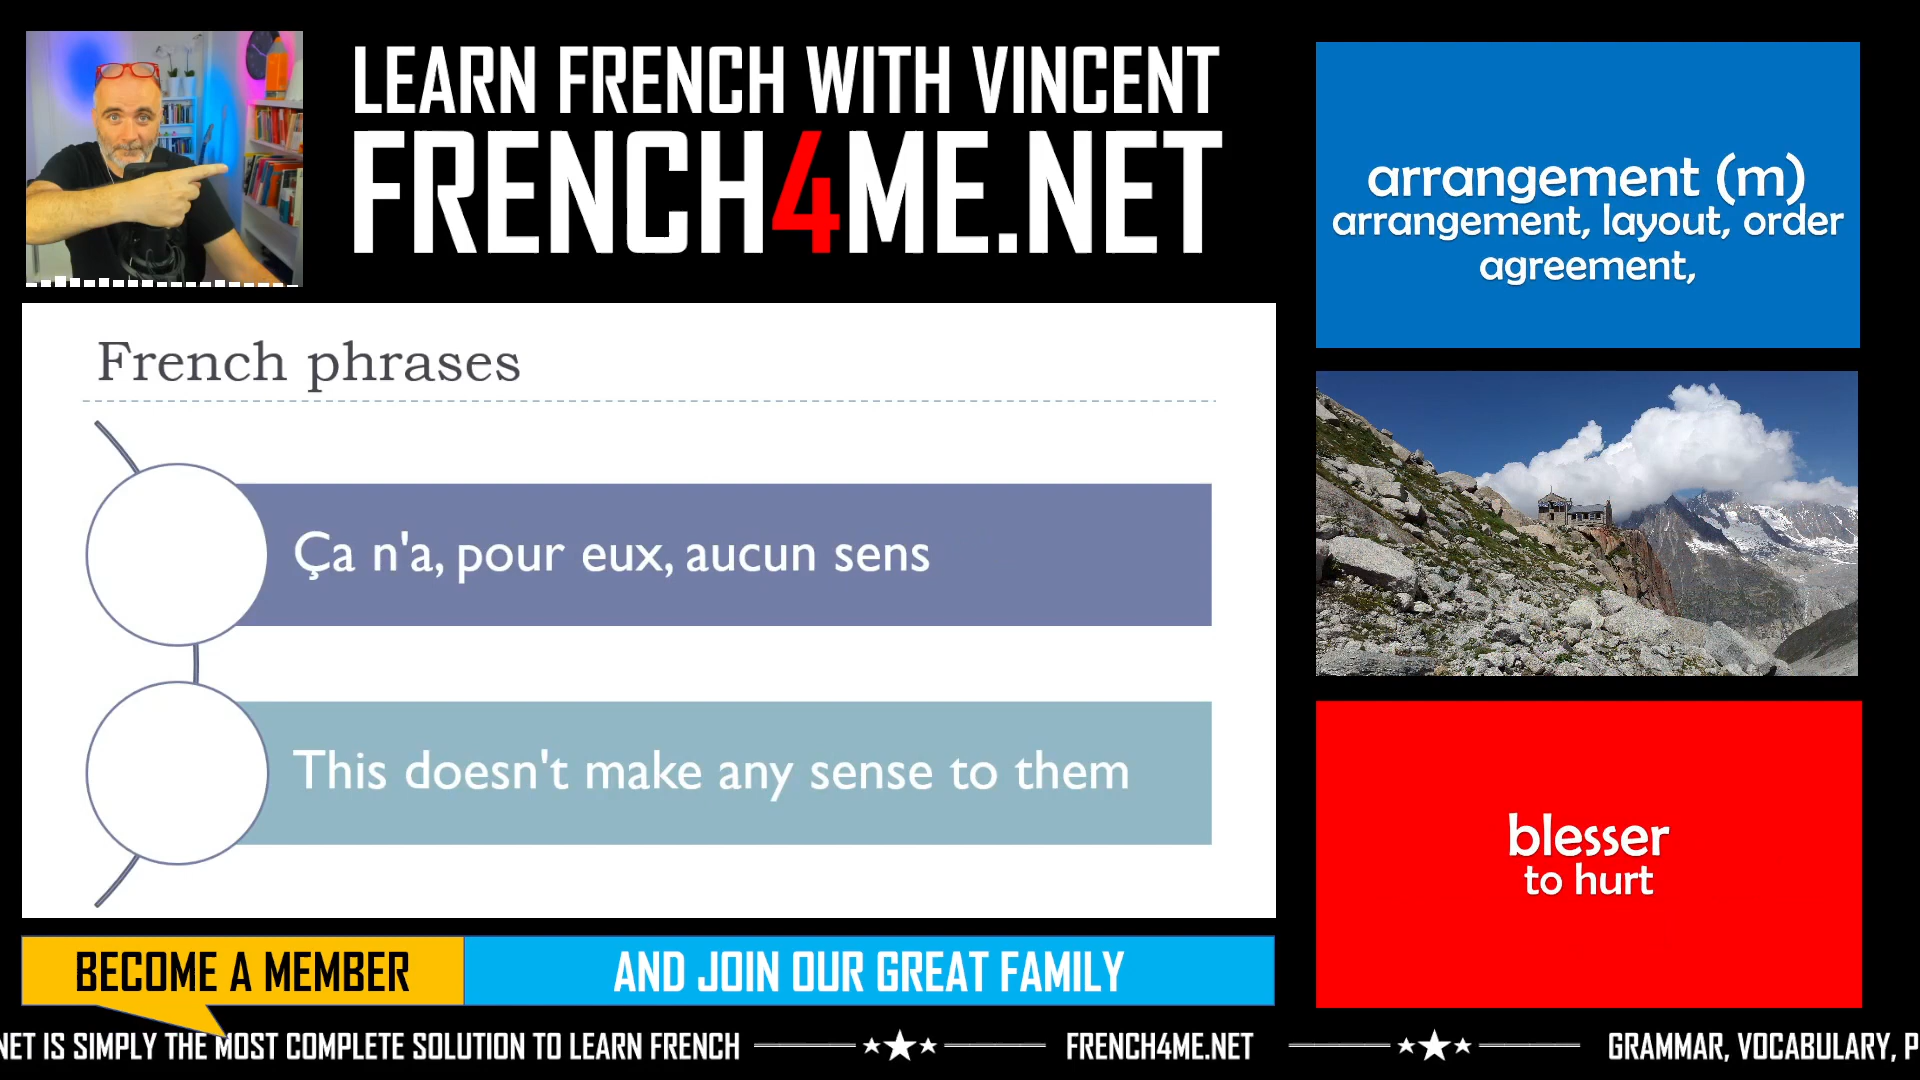 LEARN FRENCH WITH VINCENT
FRENCH4ME.NET
arrangement (m)
arrangement, layout, order
agreement,
French phrases
Ça n'a, pour eux, aucun sens
This doesn't make any sense to them
blesser
to hurt
BECOME A MEMBER
AND JOIN OUR GREAT FAMILY
NET IS SIMPLY THE MOST COMPLETE SOLUTION TO LEARN FRENCH
FRENCH4ME.NET
GRAMMAR, VOCABULARY, P